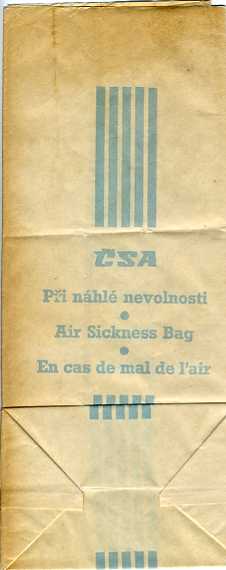 ČSA
Při náhlé nevolnosti
•
Air Sickness Bag
•
En cas de mal de l'air